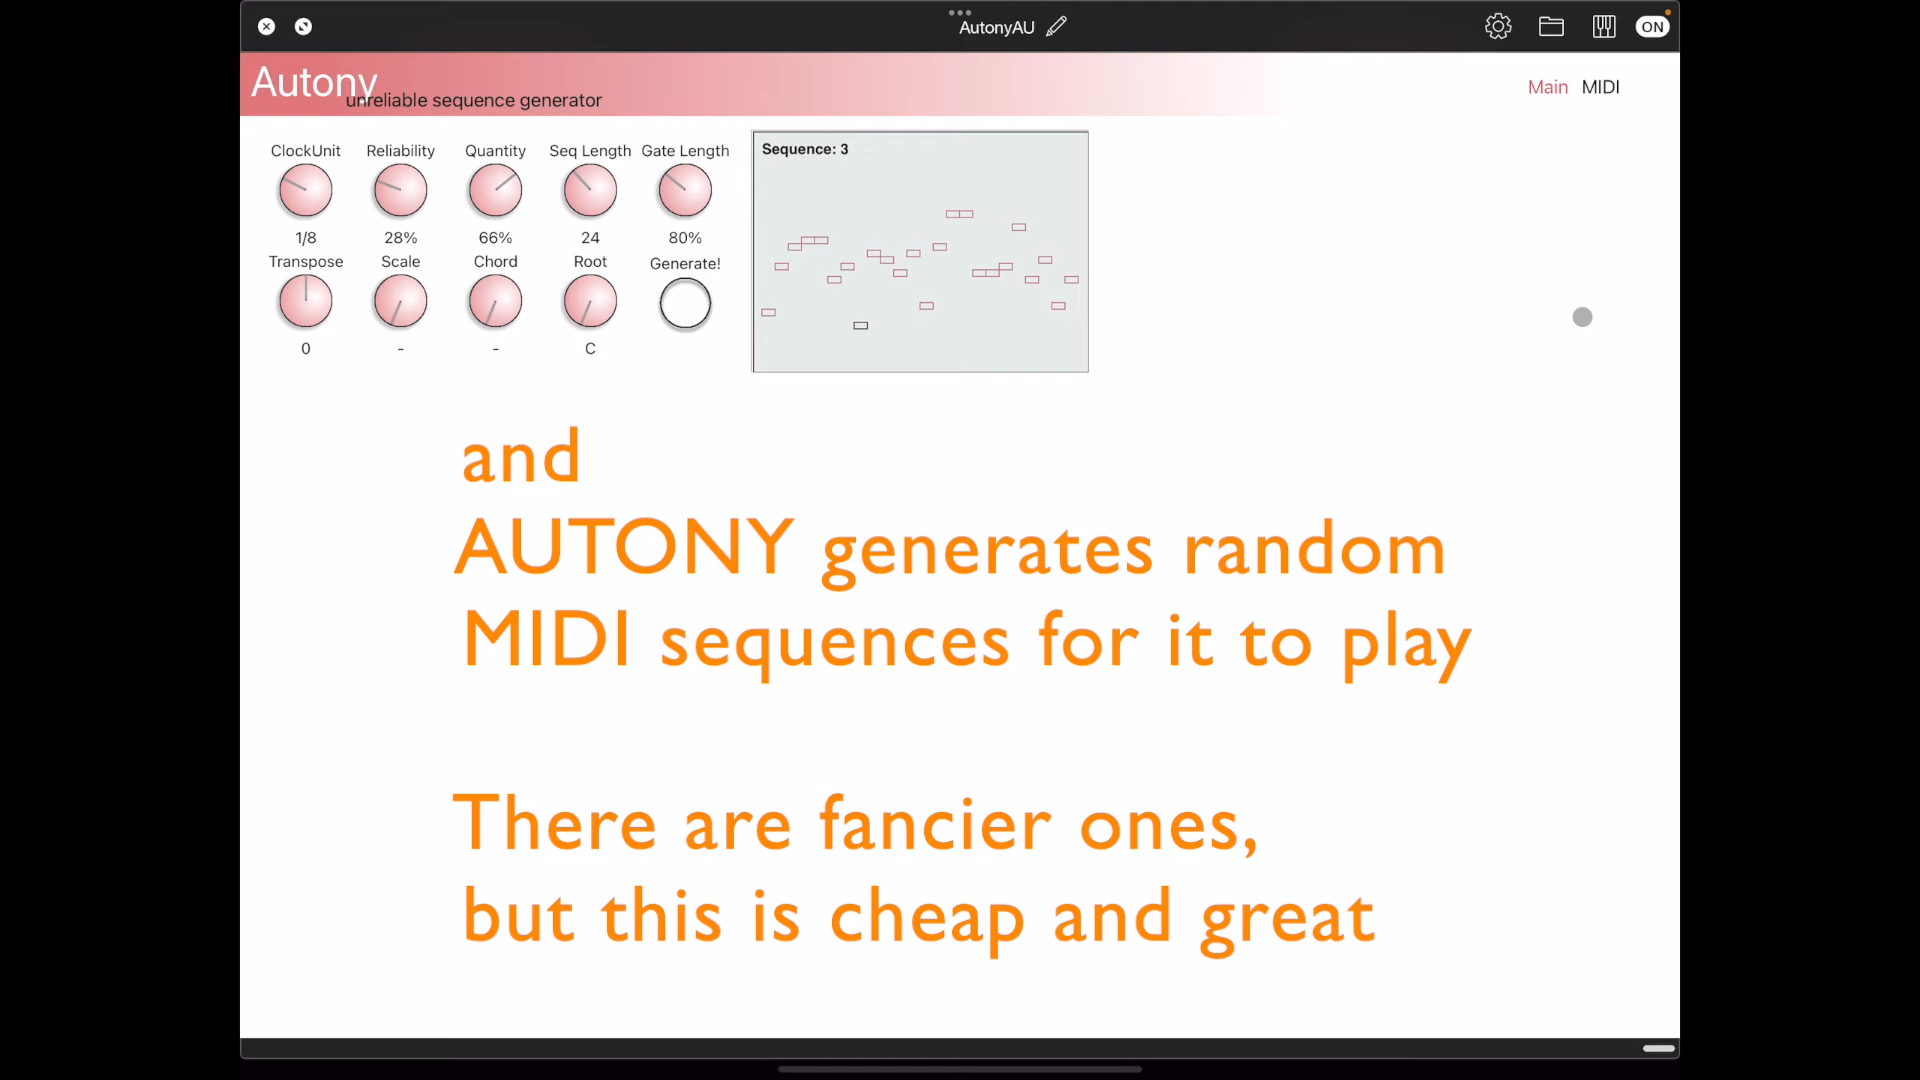 AutonyAU
ON
Autony
unreliable sequence generator
Main MIDI
ClockUnit Reliability Quantity Seq Length Gate Length
1/8 28% 66% 24 80%
Transpose Scale Chord Root Generate!
0 - - C
Sequence: 3
and
AUTONY generates random
MIDI sequences for it to play
There are fancier ones,
but this is cheap and great